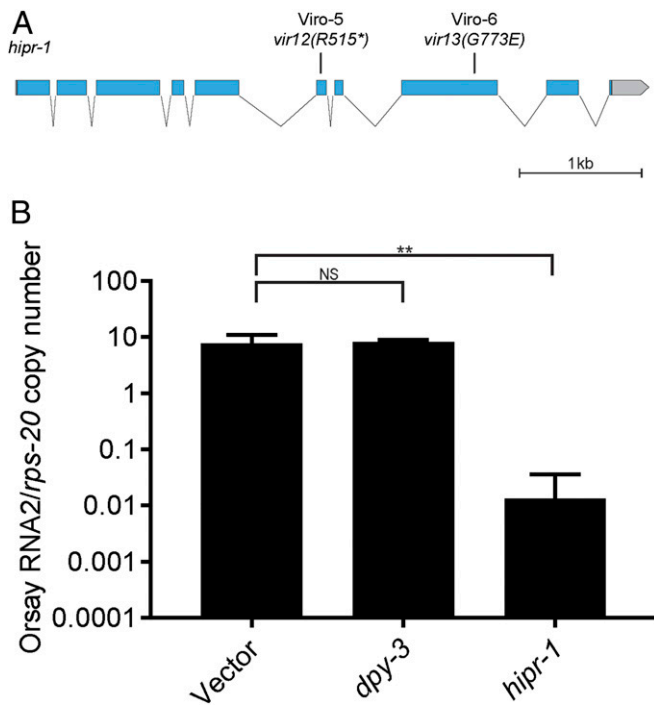 A
hipr-1
Viro-5
vir12(R515*)
Viro-6
vir13(G773E)
1kb
B
Orsay RNA2/rps-20 copy number
100
10
1
0.1
0.01
0.001
0.0001
**
NS
Vector
dpy-3
hipr-1